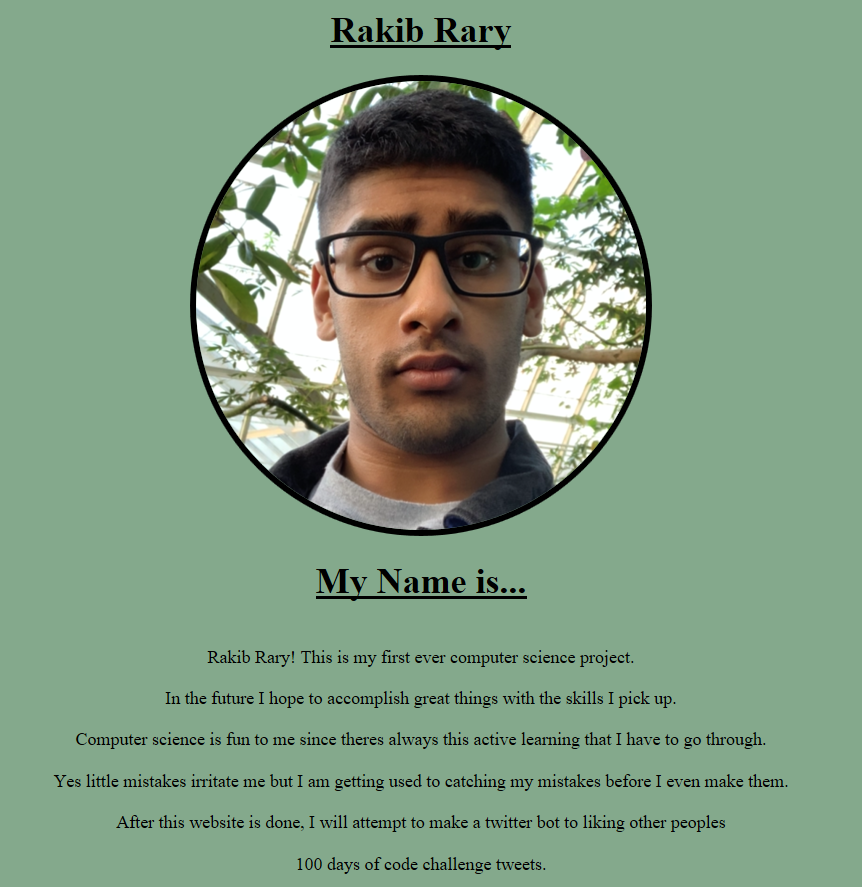 Rakib Rary
My Name is...
Rakib Rary! This is my first ever computer science project.
In the future I hope to accomplish great things with the skills I pick up.
Computer science is fun to me since theres always this active learning that I have to go through.
Yes little mistakes irritate me but I am getting used to catching my mistakes before I even make them.
After this website is done, I will attempt to make a twitter bot to liking other peoples
100 days of code challenge tweets.